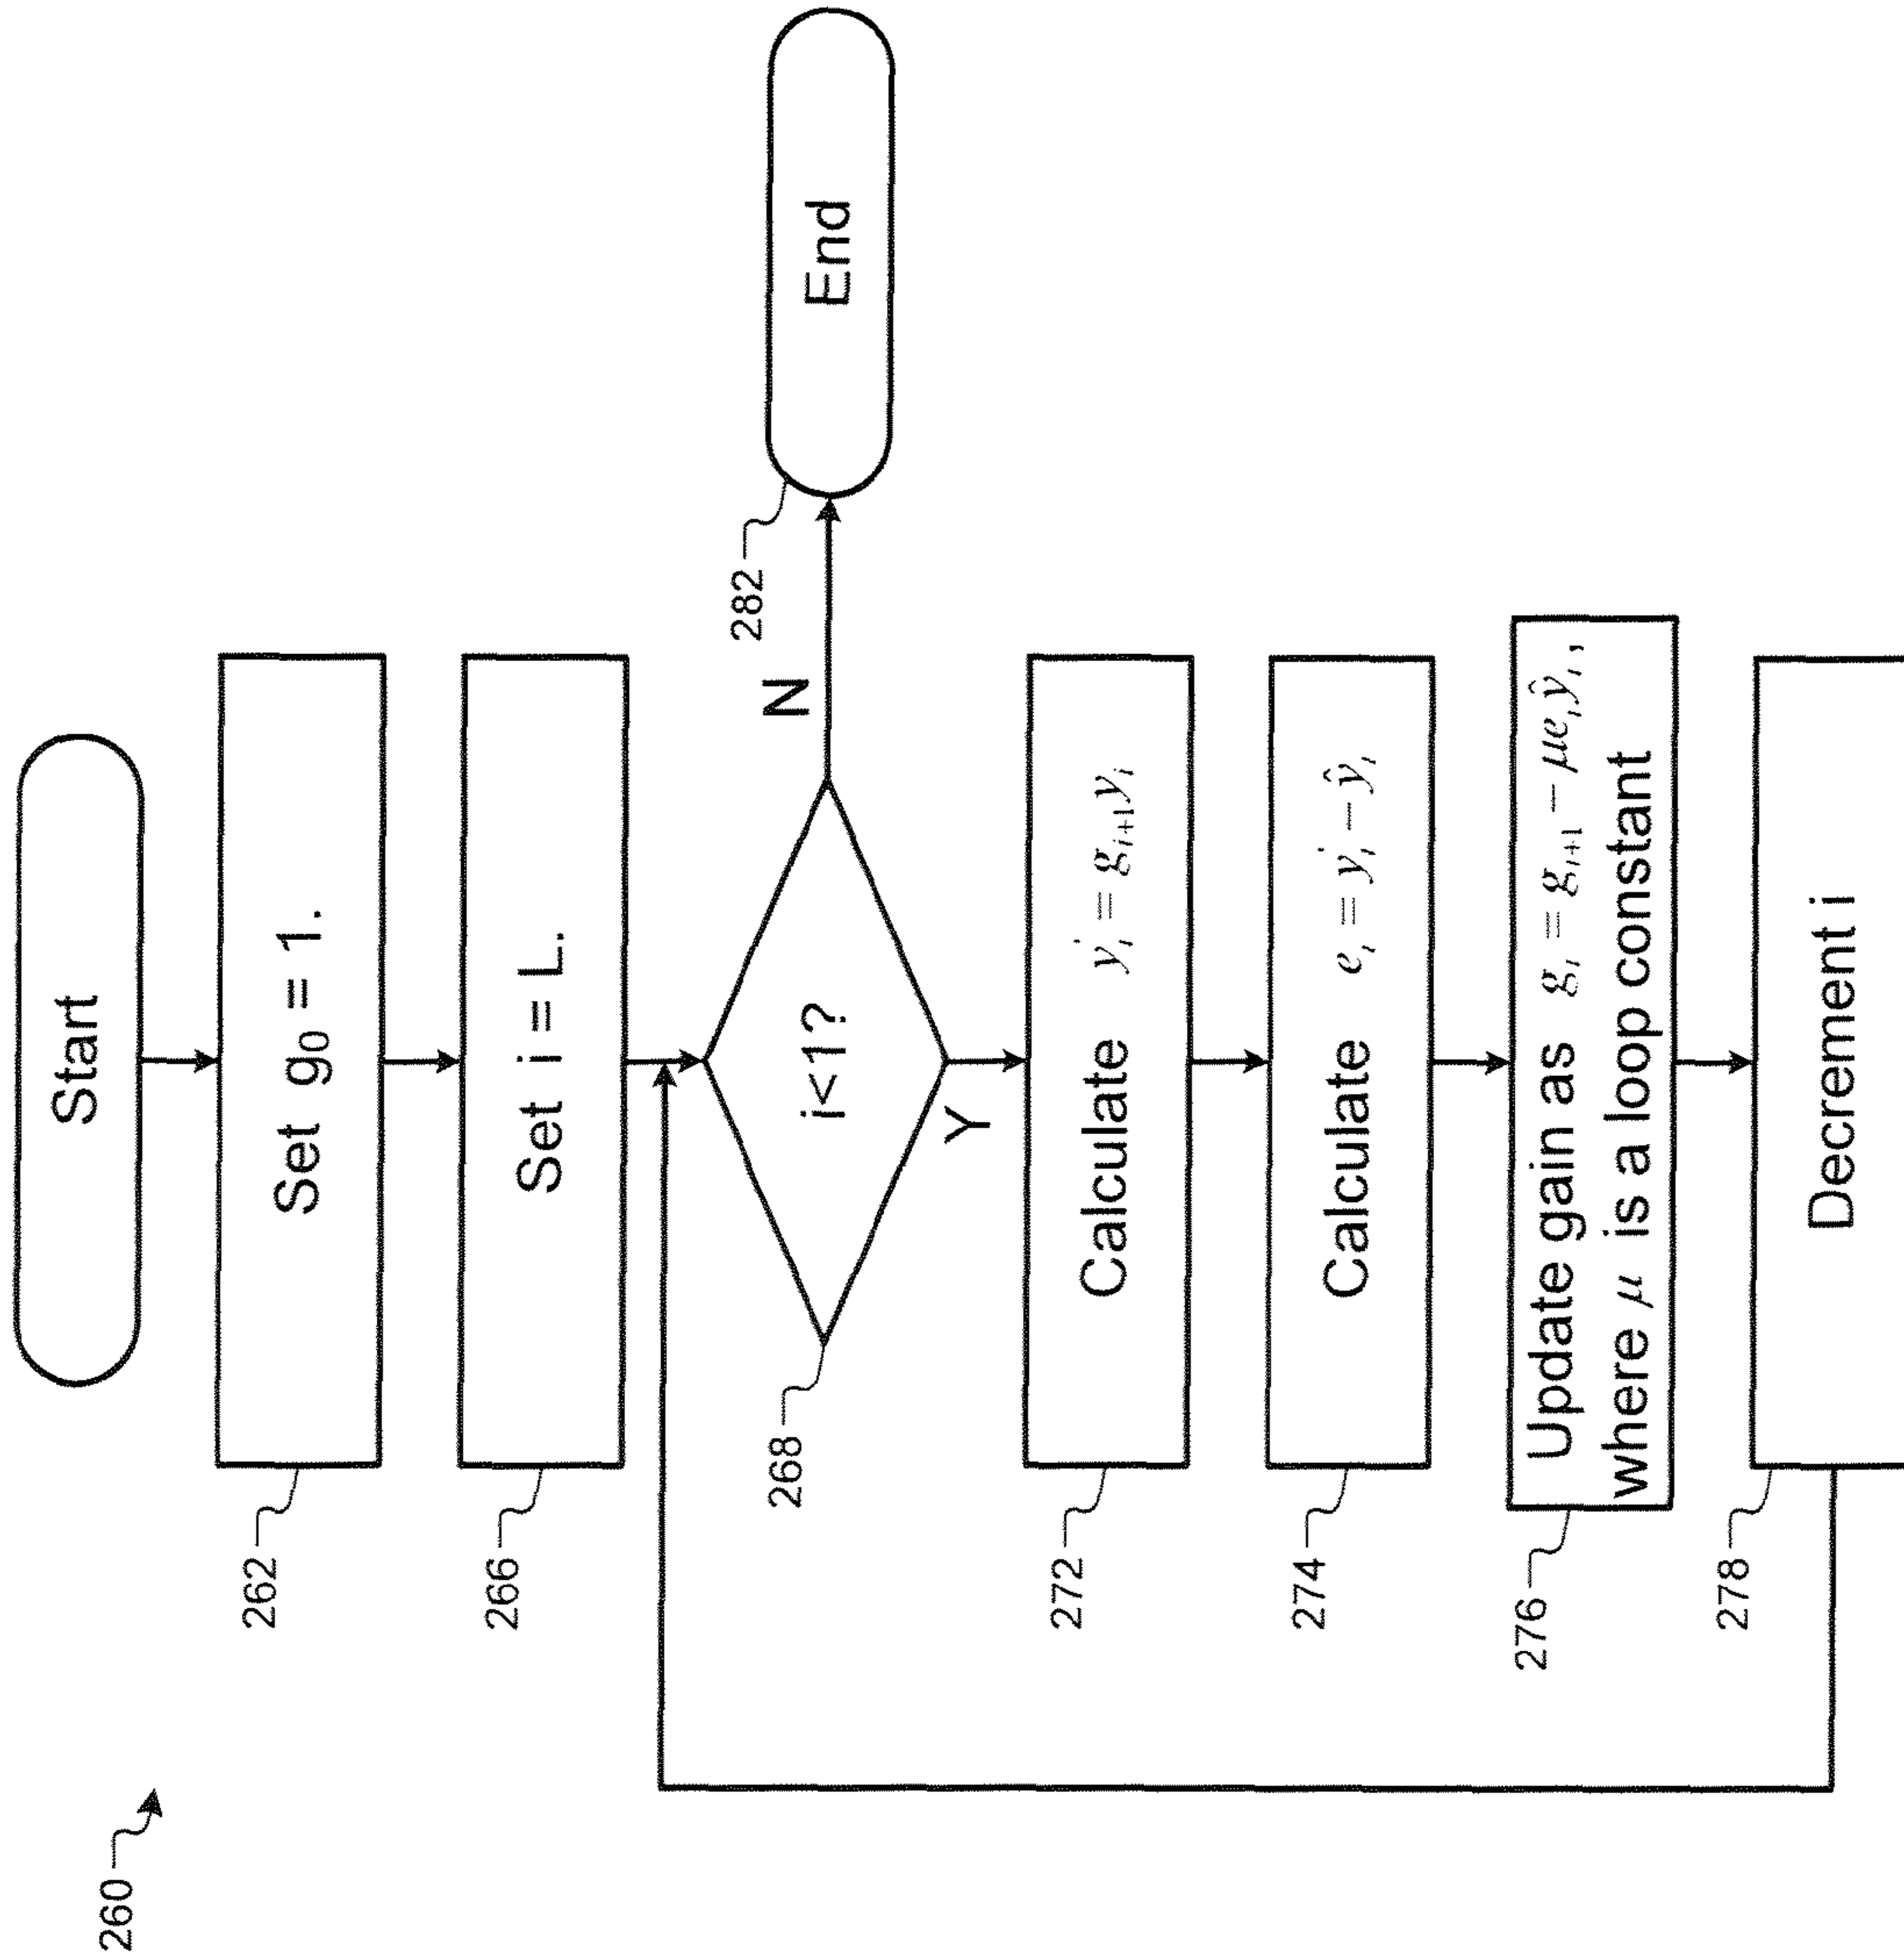 260
Start
262
Set g₀ = 1.
266
Set i = L.
268
i<1?
N
282
End
Y
272
Calculate y'ᵢ = gᵢ₊₁yᵢ
274
Calculate eᵢ = y'ᵢ − ŷᵢ
276
Update gain as gᵢ = gᵢ₊₁ − μeᵢŷᵢ,
where μ is a loop constant
278
Decrement i